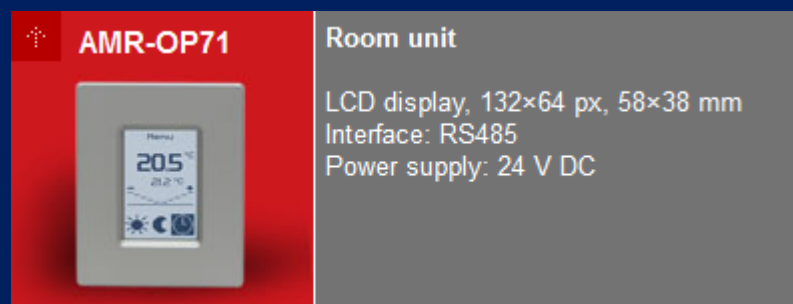 AMR-OP71
Room unit
LCD display, 132×64 px, 58×38 mm
Interface: RS485
Power supply: 24 V DC
Menu
20.5 °C
21.2 °C
- +